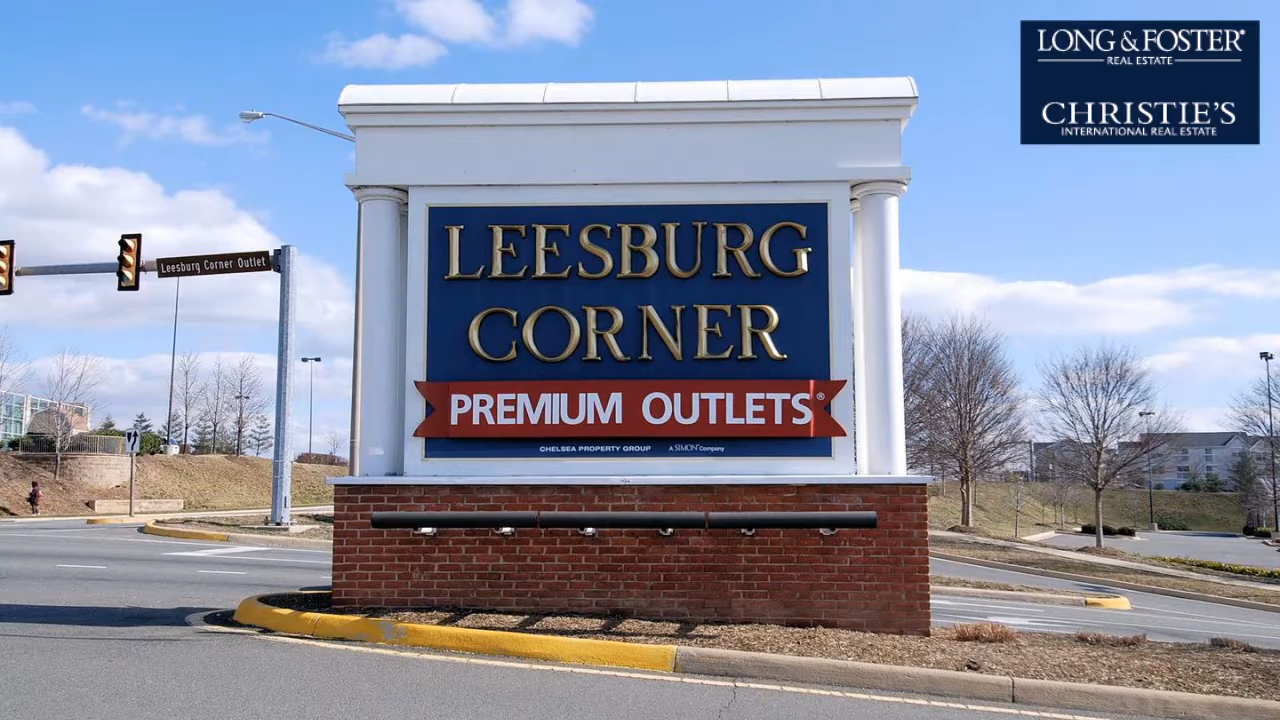 LONG & FOSTER®
REAL ESTATE
CHRISTIE'S
INTERNATIONAL REAL ESTATE
Leesburg Corner Outlet
LEESBURG
CORNER
PREMIUM OUTLETS®
CHELSEA PROPERTY GROUP A SIMON® Company